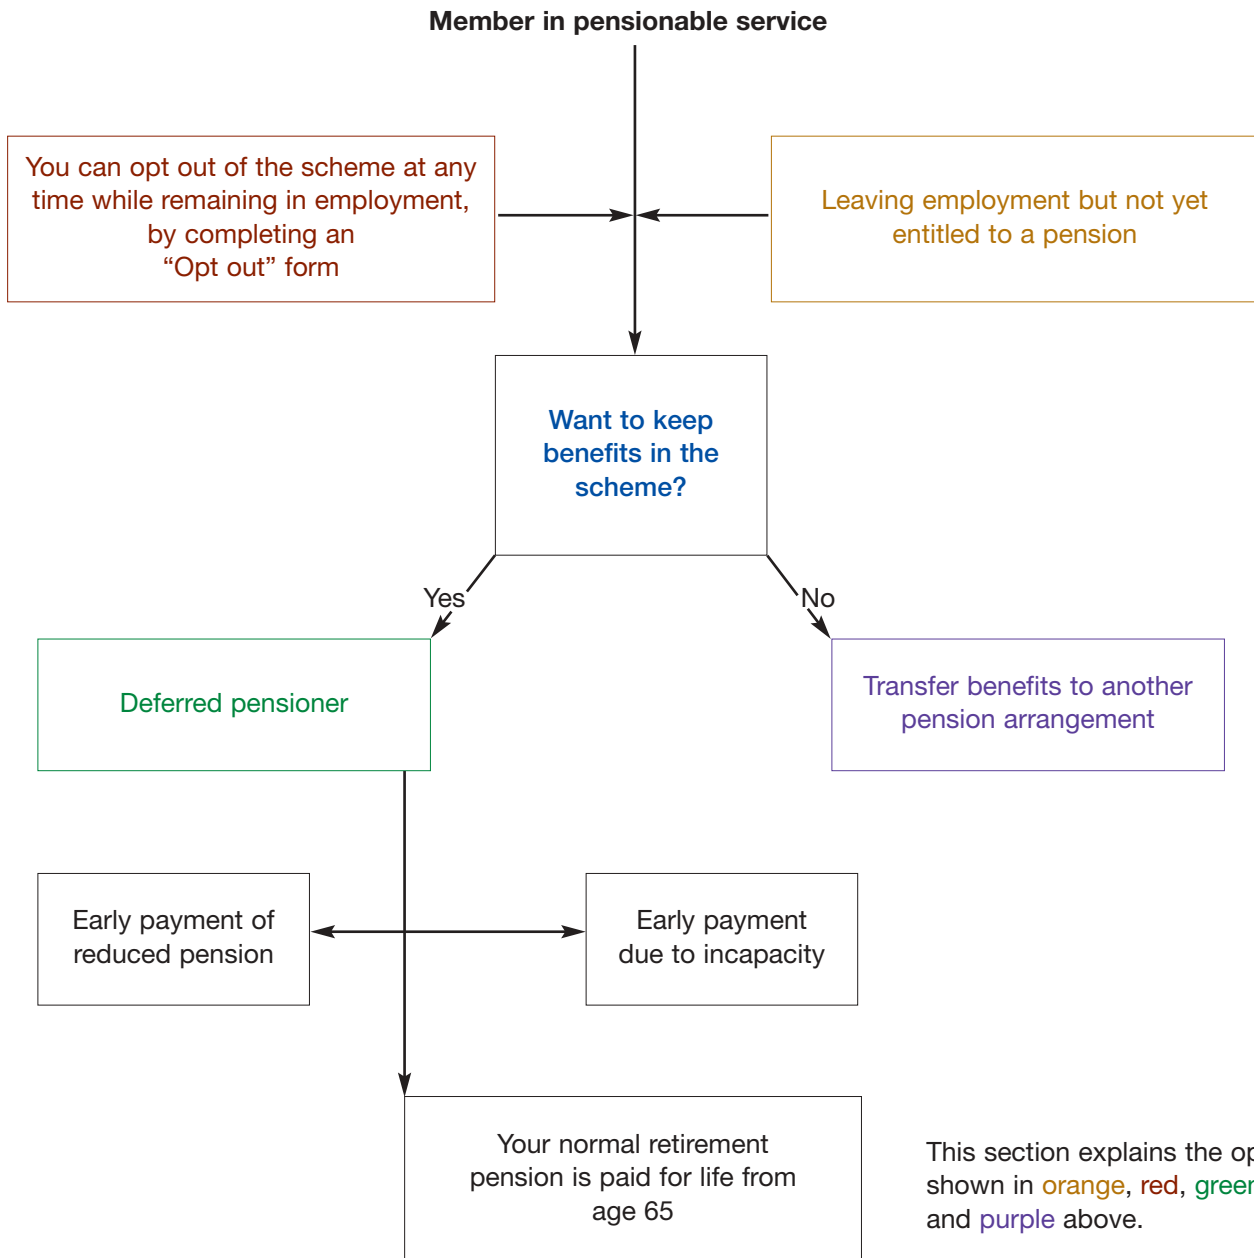 Member in pensionable service
You can opt out of the scheme at any
time while remaining in employment,
by completing an
“Opt out” form
Leaving employment but not yet
entitled to a pension
Want to keep
benefits in the
scheme?
Yes
No
Deferred pensioner
Transfer benefits to another
pension arrangement
Early payment of
reduced pension
Early payment
due to incapacity
Your normal retirement
pension is paid for life from
age 65
This section explains the
shown in orange, red, green
and purple above.